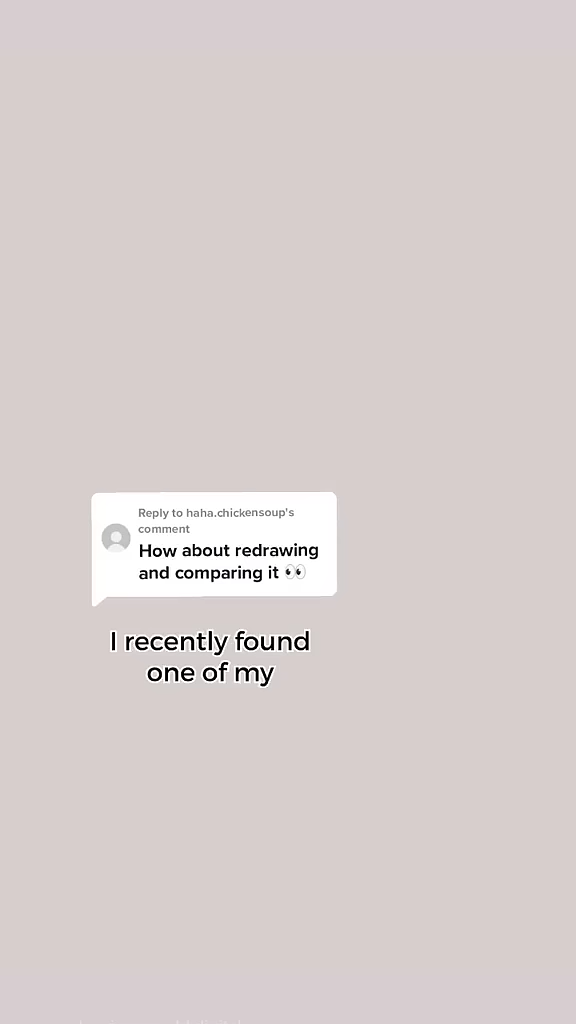 Reply to haha.chickensoup's
comment
How about redrawing
and comparing it 👀
I recently found
one of my